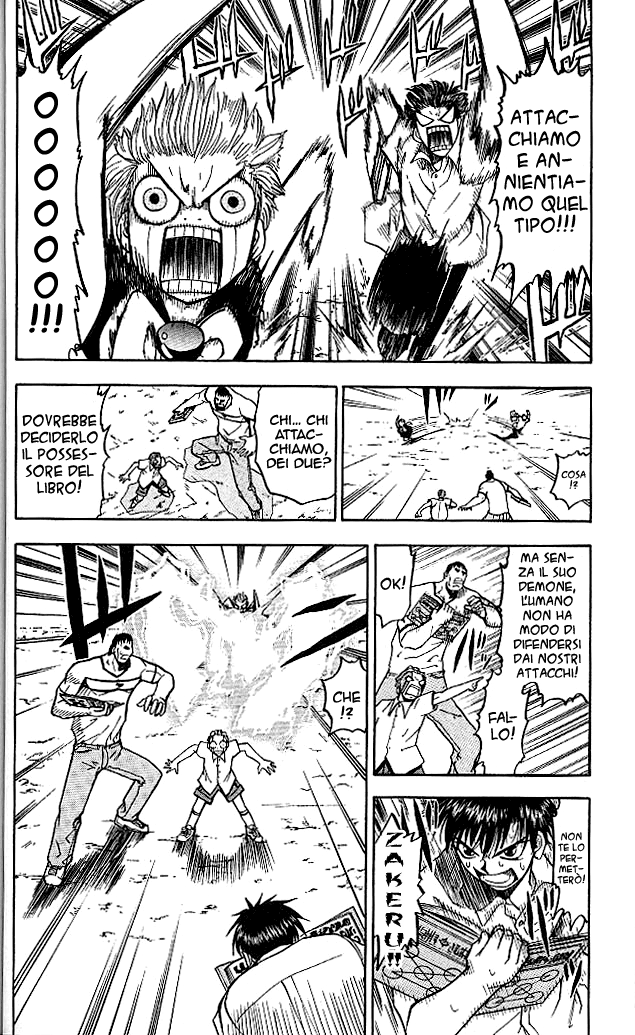 ATTAC-
CHIAMO
E AN-
NIENTIA-
MO QUEL
TIPO!!!
OOOOOOO!!!
COSA
!?
CHI... CHI
ATTAC-
CHIAMO,
DEI DUE?
DOVREBBE
DECIDERLO
IL POSSES-
SORE DEL
LIBRO!
MA SEN-
ZA IL SUO
DEMONE,
L'UMANO
NON HA
MODO DI
DIFENDERSI
DAI NOSTRI
ATTACCHI!
OK!
FAL-
LO!
NON
TE LO
PER-
MET-
TERÒ!
ZAKERU!!
CHE
!?